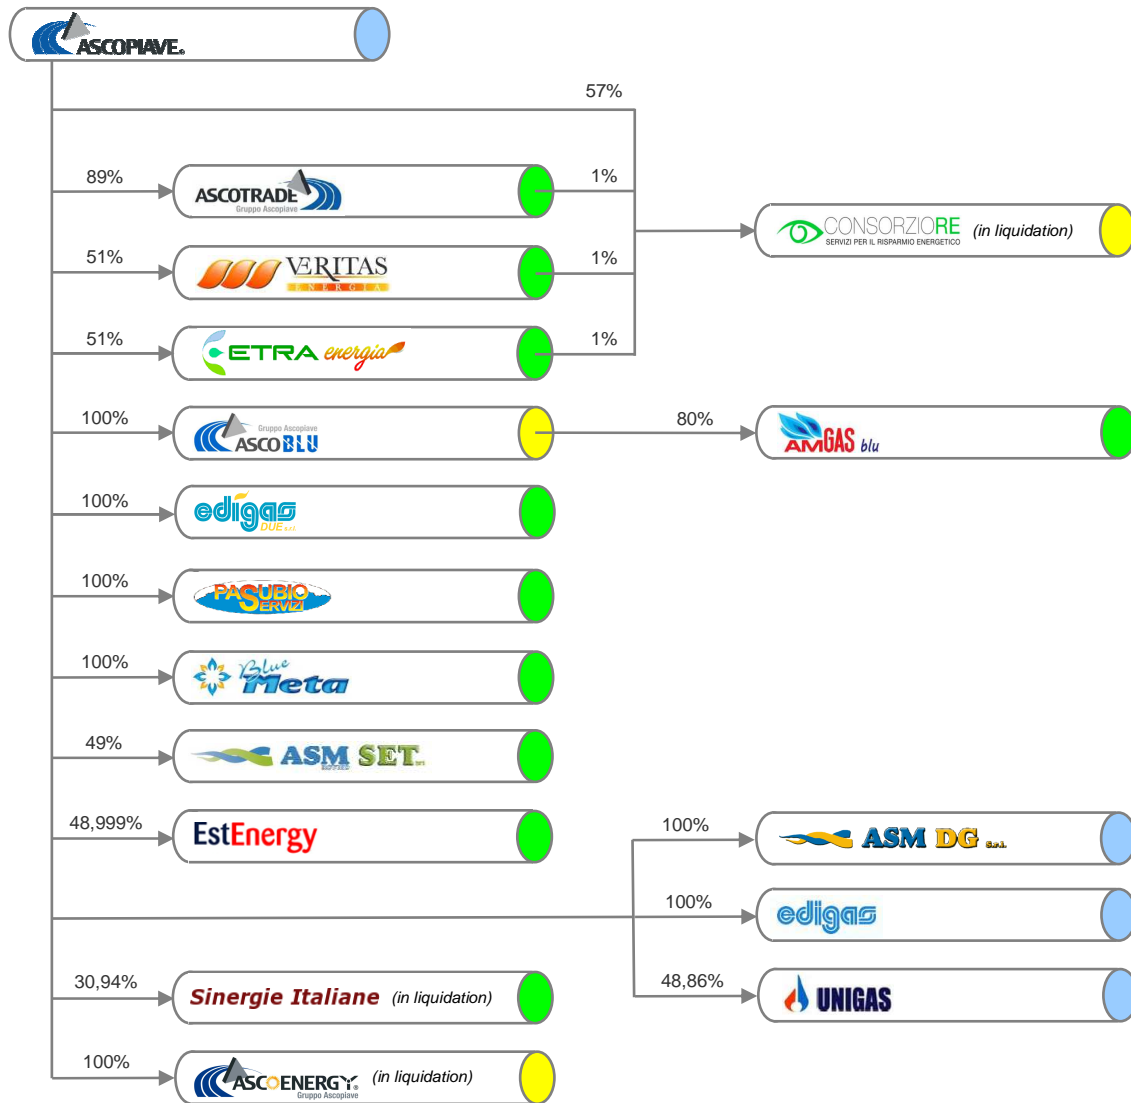 ASCOPIAVE.
57%
89%
ASCOTRADE
Gruppo Ascopiave
1%
CONSORZIORE
SERVIZI PER IL RISPARMIO ENERGETICO
(in liquidation)
51%
VERITAS
ENERGIA
1%
51%
ETRA energia
1%
100%
Gruppo Ascopiave
ASCOBLU
80%
AMGAS blu
100%
edigas
DUE s.r.l.
100%
PASUBIO
SERVIZI
100%
Blue
Meta
49%
ASM SET
48,999%
EstEnergy
100%
ASM DG S.r.l.
100%
edigas
30,94%
Sinergie Italiane (in liquidation)
48,86%
UNIGAS
100%
ASCOENERGY
Gruppo Ascopiave
(in liquidation)